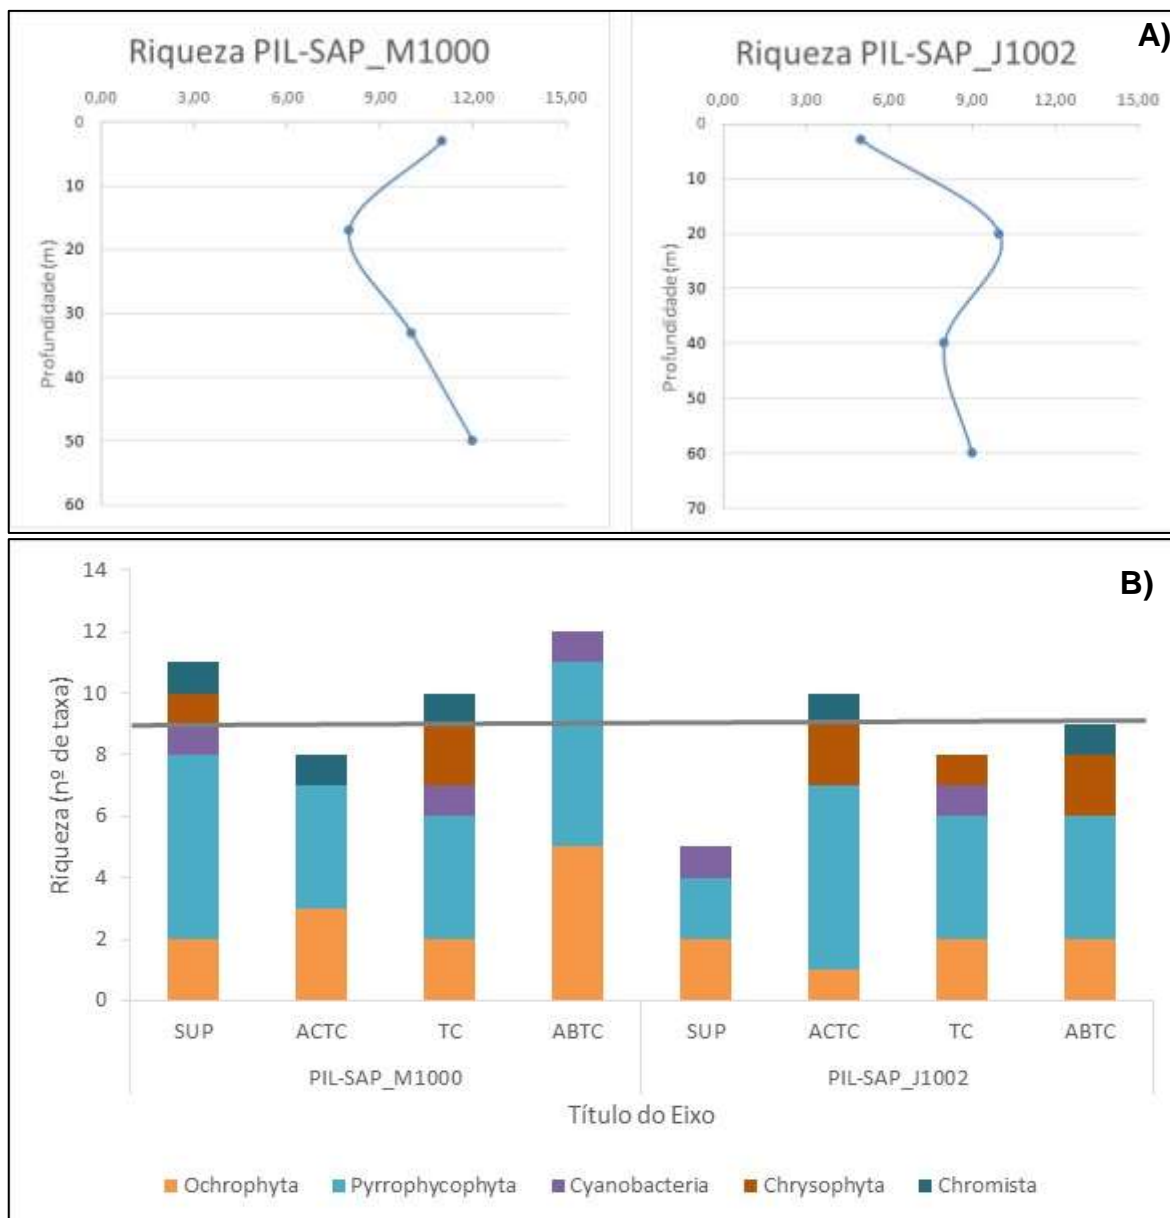 A)
Riqueza PIL-SAP_M1000
0,00 3,00 6,00 9,00 12,00 15,00
0
10
20
30
40
50
60
Profundidade (m)
Riqueza PIL-SAP_J1002
0,00 3,00 6,00 9,00 12,00 15,00
0
10
20
30
40
50
60
70
Profundidade (m)
B)
14
12
10
8
6
4
2
0
Riqueza (nº de taxa)
SUP ACTC TC ABTC SUP ACTC TC ABTC
PIL-SAP_M1000 PIL-SAP_J1002
Título do Eixo
Ochrophyta Pyrrophycophyta Cyanobacteria Chrysophyta Chromista